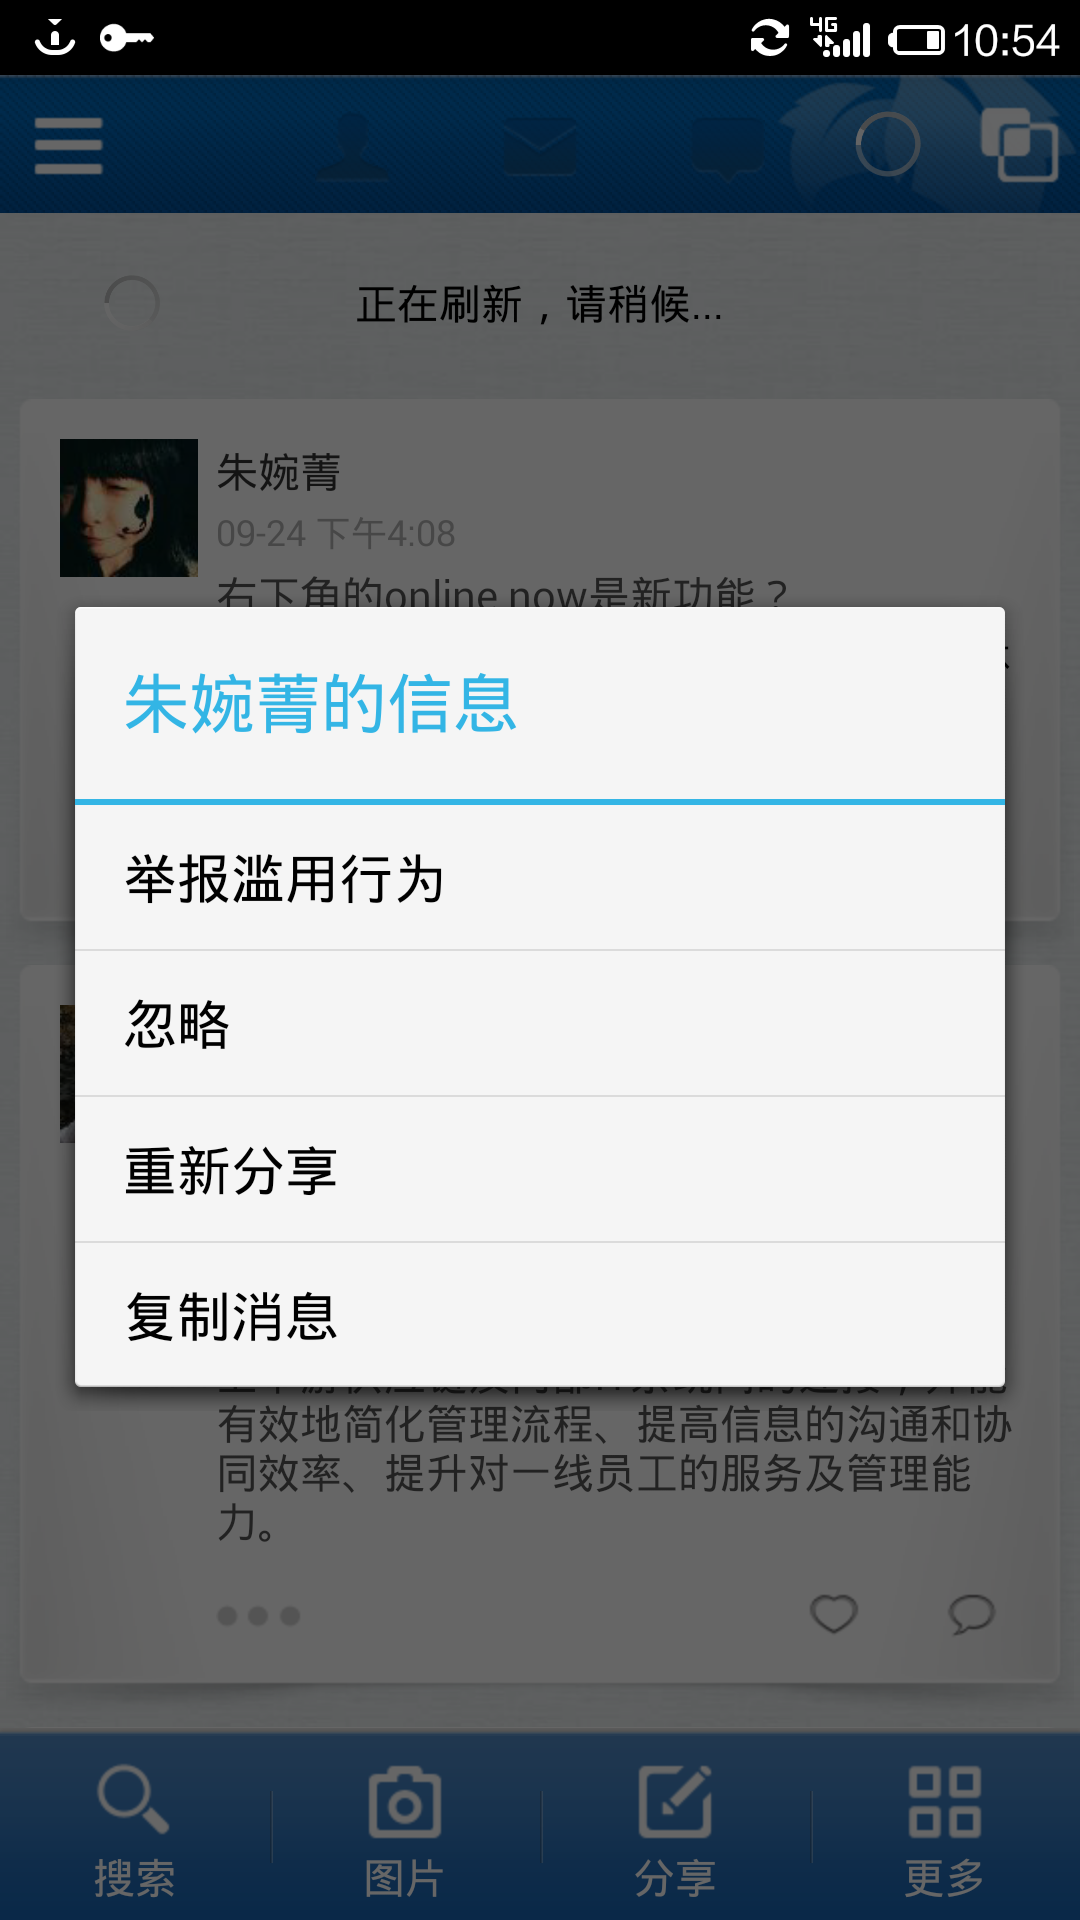 4G 10:54
正在刷新，请稍候...
朱婉菁
09-24 下午4:08
右下角的online now是新功能？
朱婉菁的信息
举报滥用行为
忽略
重新分享
复制消息
有效地简化管理流程、提高信息的沟通和协
同效率、提升对一线员工的服务及管理能
力。
搜索
图片
分享
更多